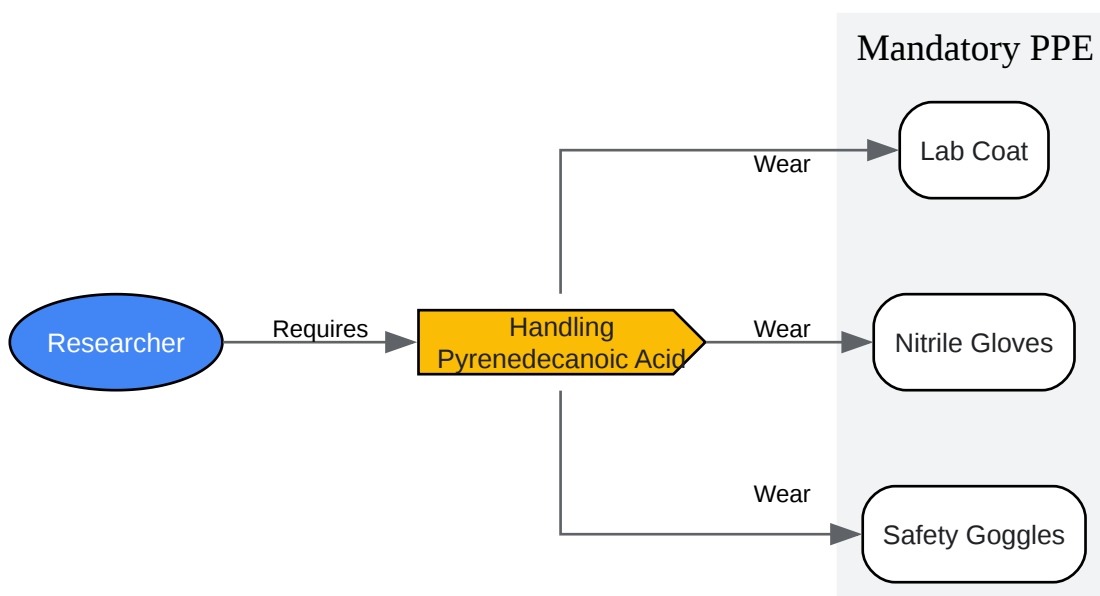 Mandatory PPE
Lab Coat
Wear
Researcher
Requires
Handling
Pyrenedecanoic Acid
Wear
Nitrile Gloves
Wear
Safety Goggles